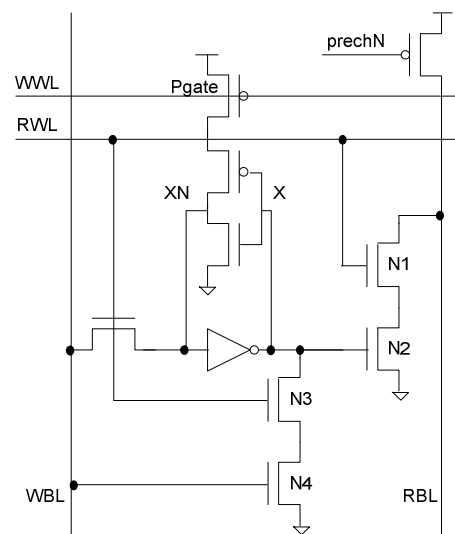 prechN
WWL
Pgate
RWL
XN
X
N1
N2
N3
N4
WBL
RBL